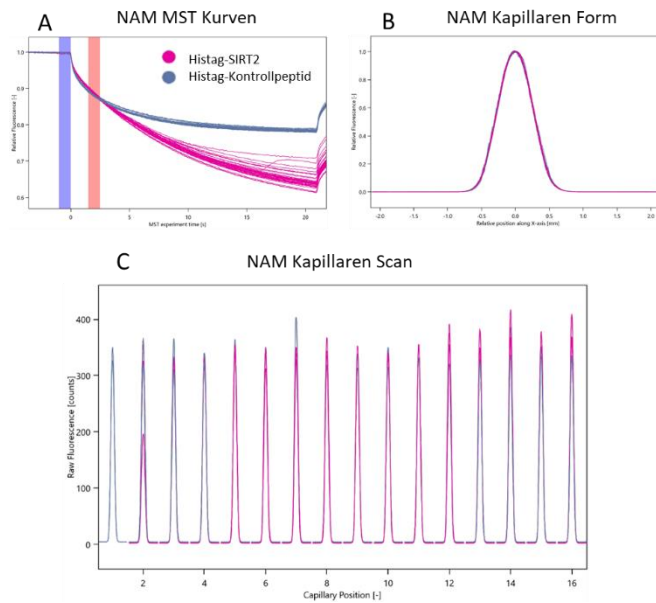 A
NAM MST Kurven
Histag-SIRT2
Histag-Kontrollpeptid
Relative Fluorescence [-]
1.0
0.9
0.8
0.7
0.6
0
5
10
15
20
MST experiment time [s]
B
NAM Kapillaren Form
Relative Fluorescence [-]
1.0
0.8
0.6
0.4
0.2
0.0
-2.0
-1.5
-1.0
-0.5
0.0
0.5
1.0
1.5
2.0
Relative position along X-axis [mm]
C
NAM Kapillaren Scan
Raw Fluorescence [counts]
400
300
200
100
0
2
4
6
8
10
12
14
16
Capillary Position [-]